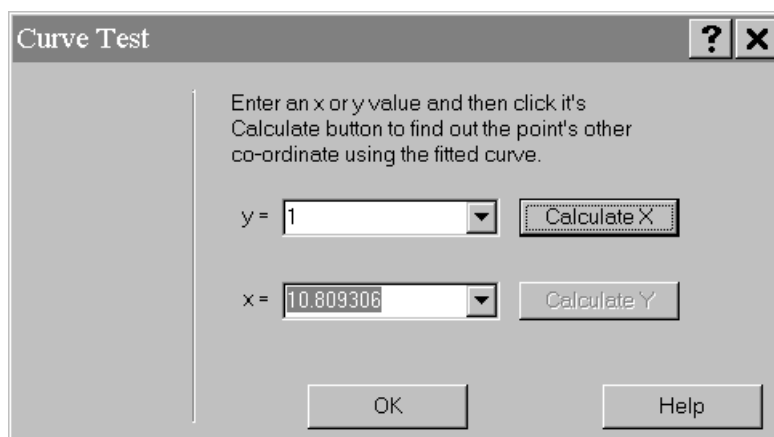 Curve Test
Enter an x or y value and then click it's
Calculate button to find out the point's other
co-ordinate using the fitted curve.
y = 1 Calculate X
x = 10.809306 Calculate Y
OK Help